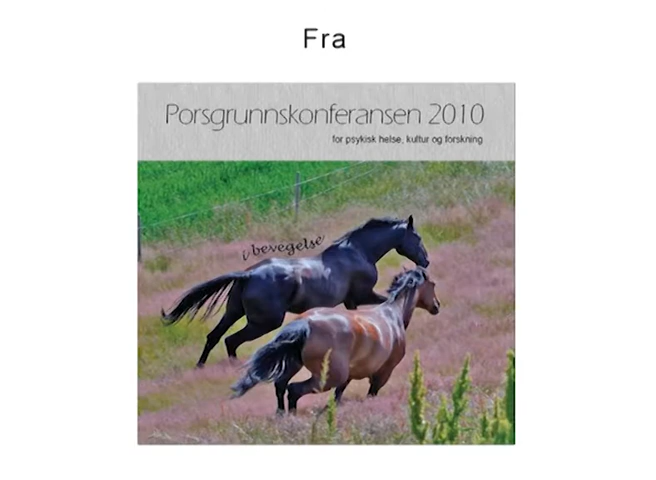 Fra
Porsgrunnskonferansen 2010
for psykisk helse, kultur og forskning
i bevegelse